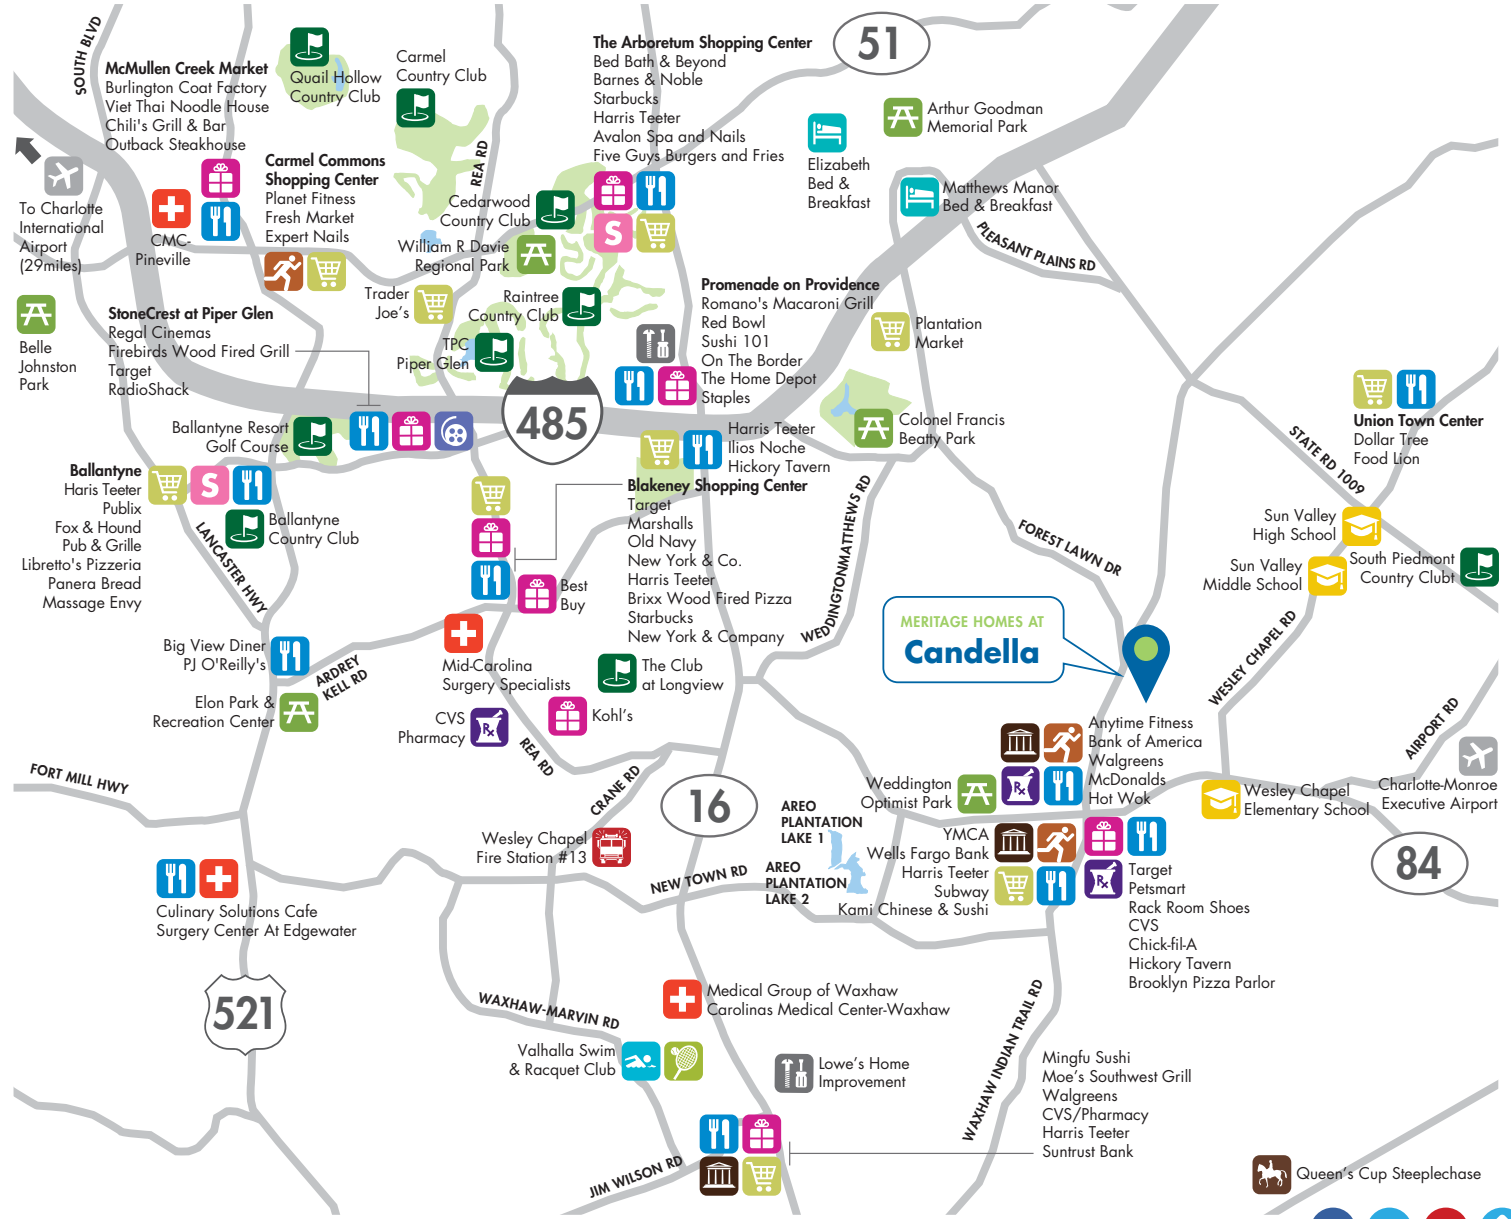 SOUTH BLVD
McMullen Creek Market
Burlington Coat Factory
Viet Thai Noodle House
Chili's Grill & Bar
Outback Steakhouse
Quail Hollow
Country Club
Carmel
Country Club
The Arboretum Shopping Center
Bed Bath & Beyond
Barnes & Noble
Starbucks
Harris Teeter
Avalon Spa and Nails
Five Guys Burgers and Fries
51
Arthur Goodman
Memorial Park
Elizabeth
Bed &
Breakfast
Matthews Manor
Bed & Breakfast
PLEASANT PLAINS RD
To Charlotte
International
Airport
(29miles)
CMC-
Pineville
Carmel Commons
Shopping Center
Planet Fitness
Fresh Market
Expert Nails
REA RD
Cedarwood
Country Club
S
William R Davie
Regional Park
Trader
Joe's
Raintree
Country Club
TPC
Piper Glen
Belle
Johnston
Park
StoneCrest at Piper Glen
Regal Cinemas
Firebirds Wood Fired Grill
Target
RadioShack
Promenade on Providence
Romano's Macaroni Grill
Red Bowl
Sushi 101
On The Border
The Home Depot
Staples
Plantation
Market
485
Ballantyne Resort
Golf Course
Harris Teeter
Ilios Noche
Hickory Tavern
Colonel Francis
Beatty Park
Union Town Center
Dollar Tree
Food Lion
STATE RD 1009
Ballantyne
Haris Teeter
Publix
Fox & Hound
Pub & Grille
Libretto's Pizzeria
Panera Bread
Massage Envy
S
Ballantyne
Country Club
LANCASTER HWY
Blakeney Shopping Center
Target
Marshalls
Old Navy
New York & Co.
Harris Teeter
Brixx Wood Fired Pizza
Starbucks
New York & Company
Best
Buy
WEDDINGTONMATTHEWS RD
FOREST LAWN DR
Sun Valley
High School
Sun Valley
Middle School
South Piedmont
Country Clubt
MERITAGE HOMES AT
Candella
WESLEY CHAPEL RD
Big View Diner
PJ O'Reilly's
ARDREY
KELL RD
Elon Park &
Recreation Center
Mid-Carolina
Surgery Specialists
The Club
at Longview
CVS
Pharmacy
Rx
Kohl's
REA RD
CRANE RD
FORT MILL HWY
16
Wesley Chapel
Fire Station #13
AREO
PLANTATION
LAKE 1
AREO
PLANTATION
LAKE 2
NEW TOWN RD
Weddington
Optimist Park
Rx
Anytime Fitness
Bank of America
Walgreens
McDonalds
Hot Wok
Wesley Chapel
Elementary School
AIRPORT RD
Charlotte-Monroe
Executive Airport
84
YMCA
Wells Fargo Bank
Harris Teeter
Subway
Kami Chinese & Sushi
Rx
Target
Petsmart
Rack Room Shoes
CVS
Chick-fil-A
Hickory Tavern
Brooklyn Pizza Parlor
Culinary Solutions Cafe
Surgery Center At Edgewater
521
WAXHAW-MARVIN RD
Medical Group of Waxhaw
Carolinas Medical Center-Waxhaw
Valhalla Swim
& Racquet Club
Lowe's Home
Improvement
WAXHAW INDIAN TRAIL RD
Mingfu Sushi
Moe's Southwest Grill
Walgreens
CVS/Pharmacy
Harris Teeter
Suntrust Bank
JIM WILSON RD
Queen's Cup Steeplechase